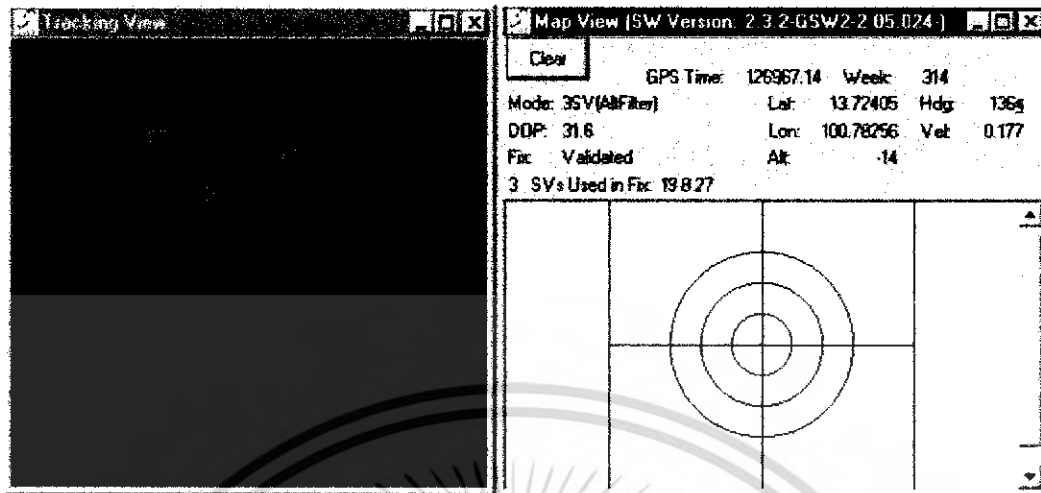 Tracking View
Map View (SW Version: 2.3.2-GSW2-2.05.024-)
Clear
GPS Time: 126967.14 Week: 314
Mode: 3SV(AltFilter) Lat: 13.72405 Hdg:
DOP: 31.6 Lon: 100.78256 Vel: 0.177
Fix: Validated Alt: -14
3 SVs Used in Fix: 19.8.27